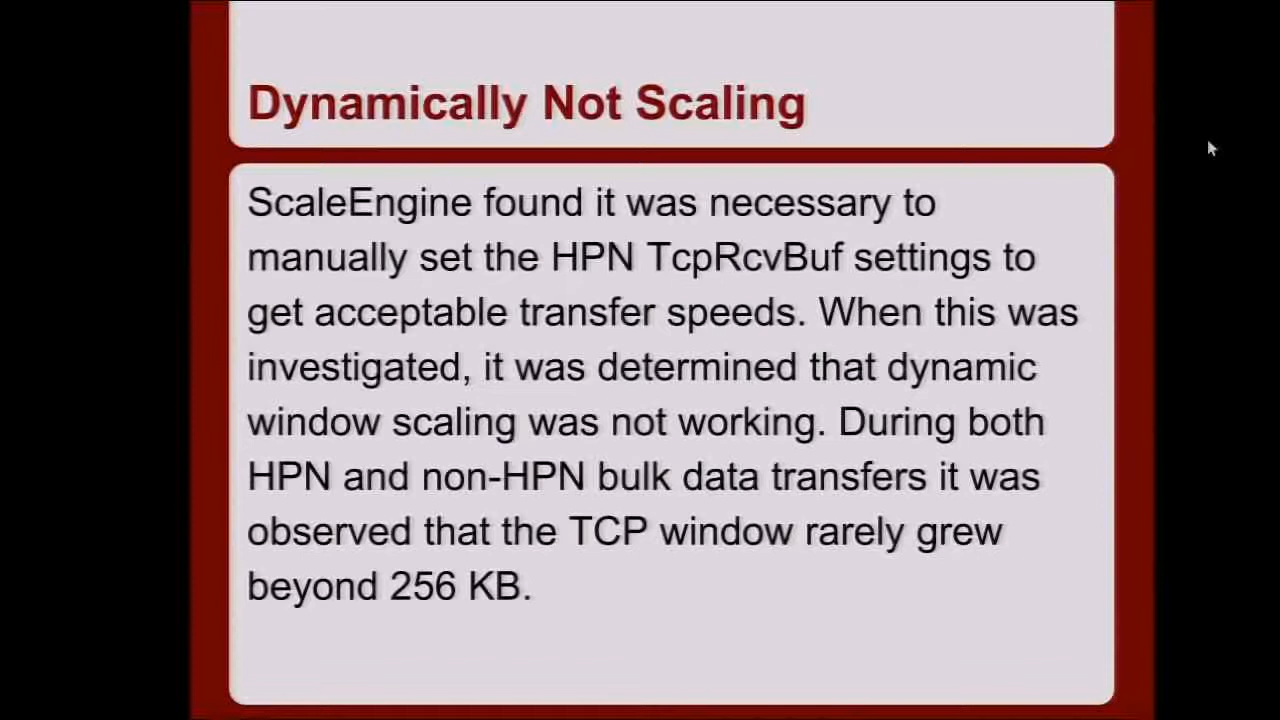 Dynamically Not Scaling
ScaleEngine found it was necessary to
manually set the HPN TcpRcvBuf settings to
get acceptable transfer speeds. When this was
investigated, it was determined that dynamic
window scaling was not working. During both
HPN and non-HPN bulk data transfers it was
observed that the TCP window rarely grew
beyond 256 KB.